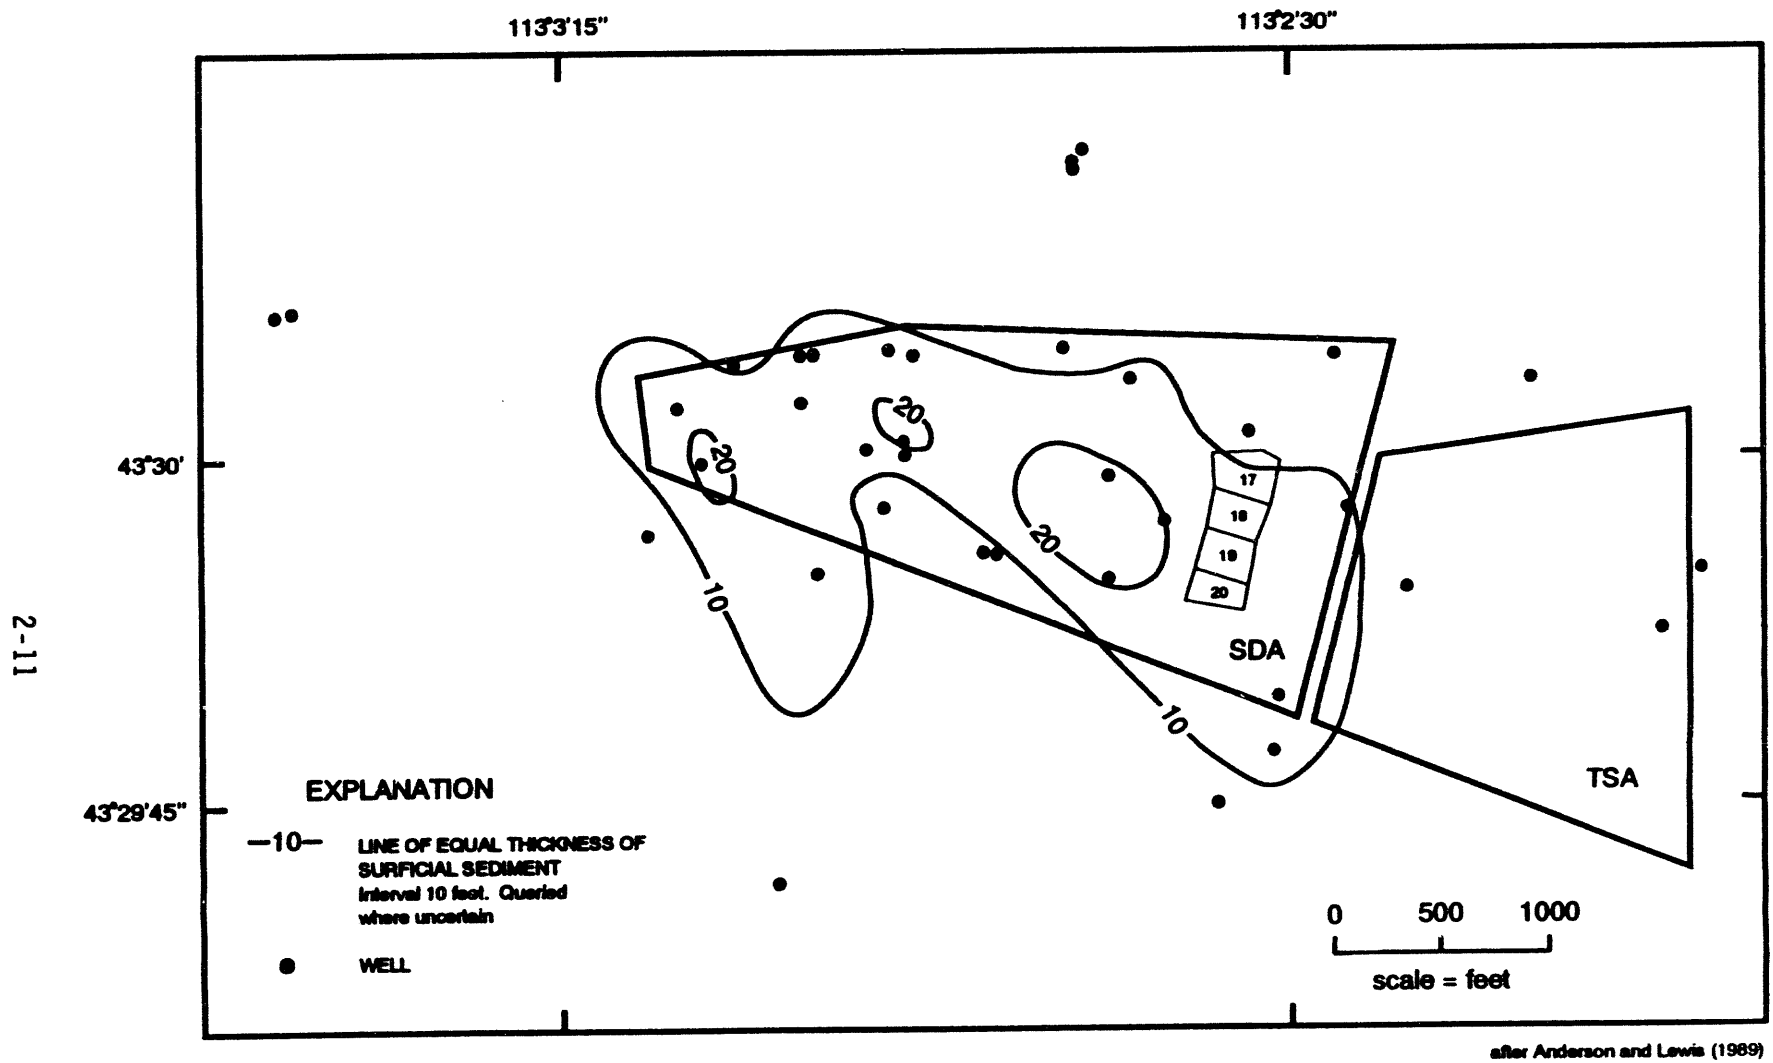 113°3'15" 113°2'30"
20
20
17
43°30'
20
18
20
19
10
20
2-11
SDA
10
TSA
EXPLANATION
43°29'45"
—10— LINE OF EQUAL THICKNESS OF
SURFICIAL SEDIMENT
Interval 10 feet. Queried
where uncertain
0 500 1000
WELL
scale = feet
after Anderson and Lewis (1989)